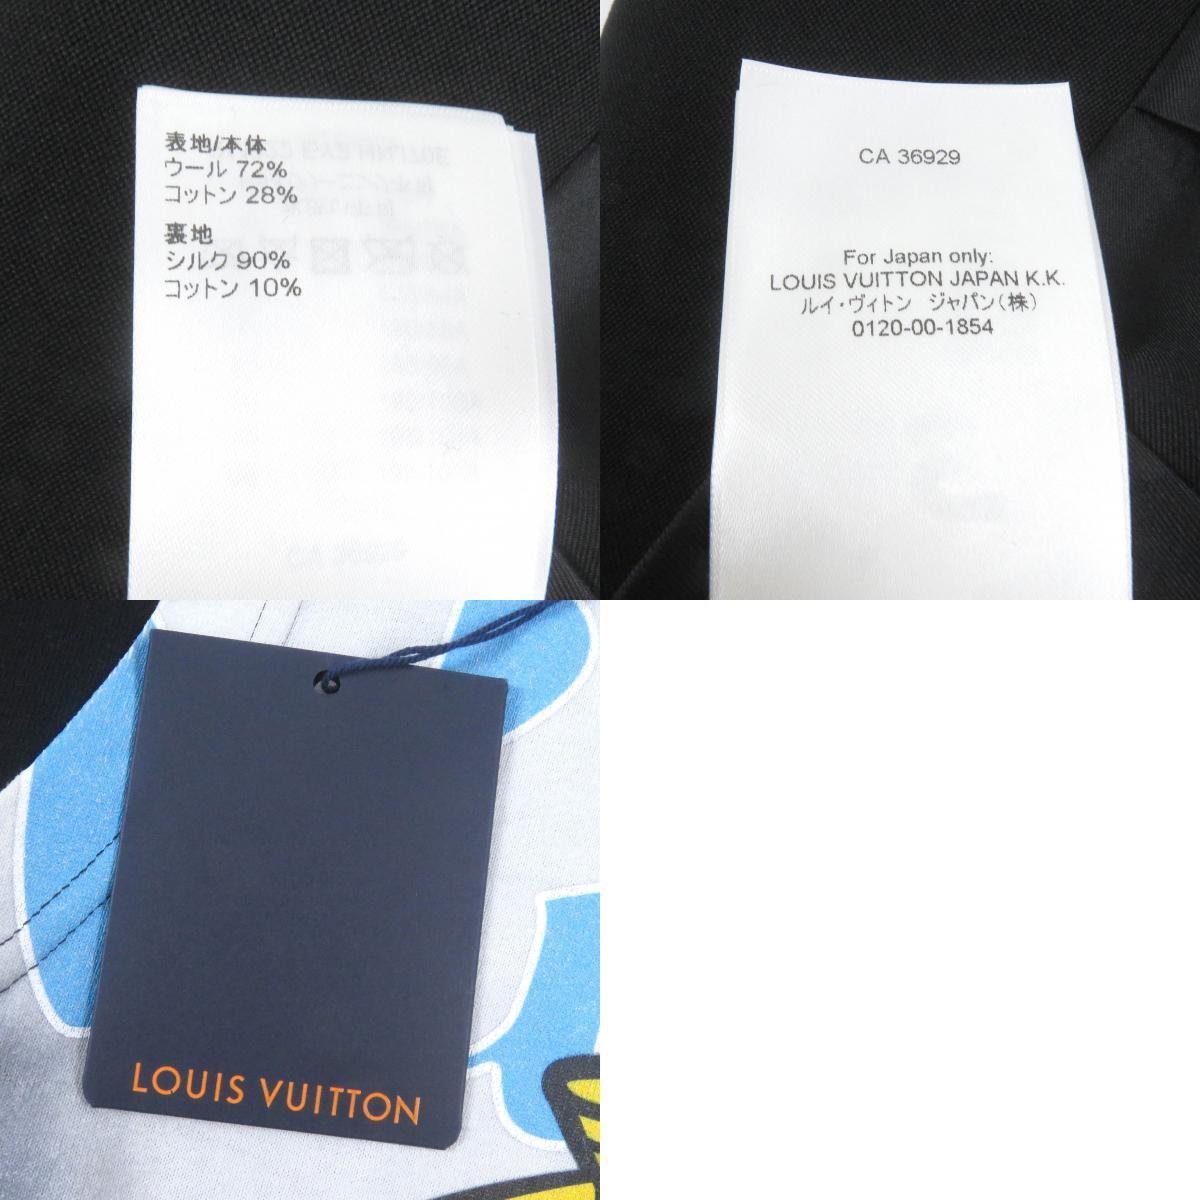 表地/本体
ウール 72%
コットン 28%
裏地
シルク 90%
コットン 10%
CA 36929
For Japan only:
LOUIS VUITTON JAPAN K.K.
ルイ・ヴィトン ジャパン(株)
0120-00-1854
LOUIS VUITTON